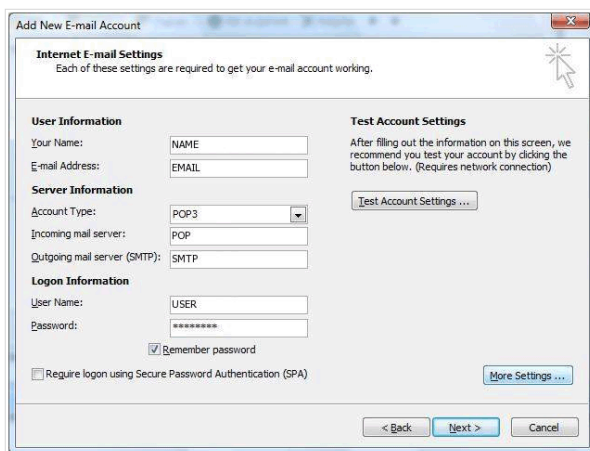 Add New E-mail Account
Internet E-mail Settings
Each of these settings are required to get your e-mail account working.
User Information
Your Name:
NAME
E-mail Address:
EMAIL
Server Information
Account Type:
POP3
Incoming mail server:
POP
Outgoing mail server (SMTP):
SMTP
Logon Information
User Name:
USER
Password:
********
Remember password
Require logon using Secure Password Authentication (SPA)
Test Account Settings
After filling out the information on this screen, we
recommend you test your account by clicking the
button below. (Requires network connection)
Test Account Settings ...
More Settings ...
< Back
Next >
Cancel